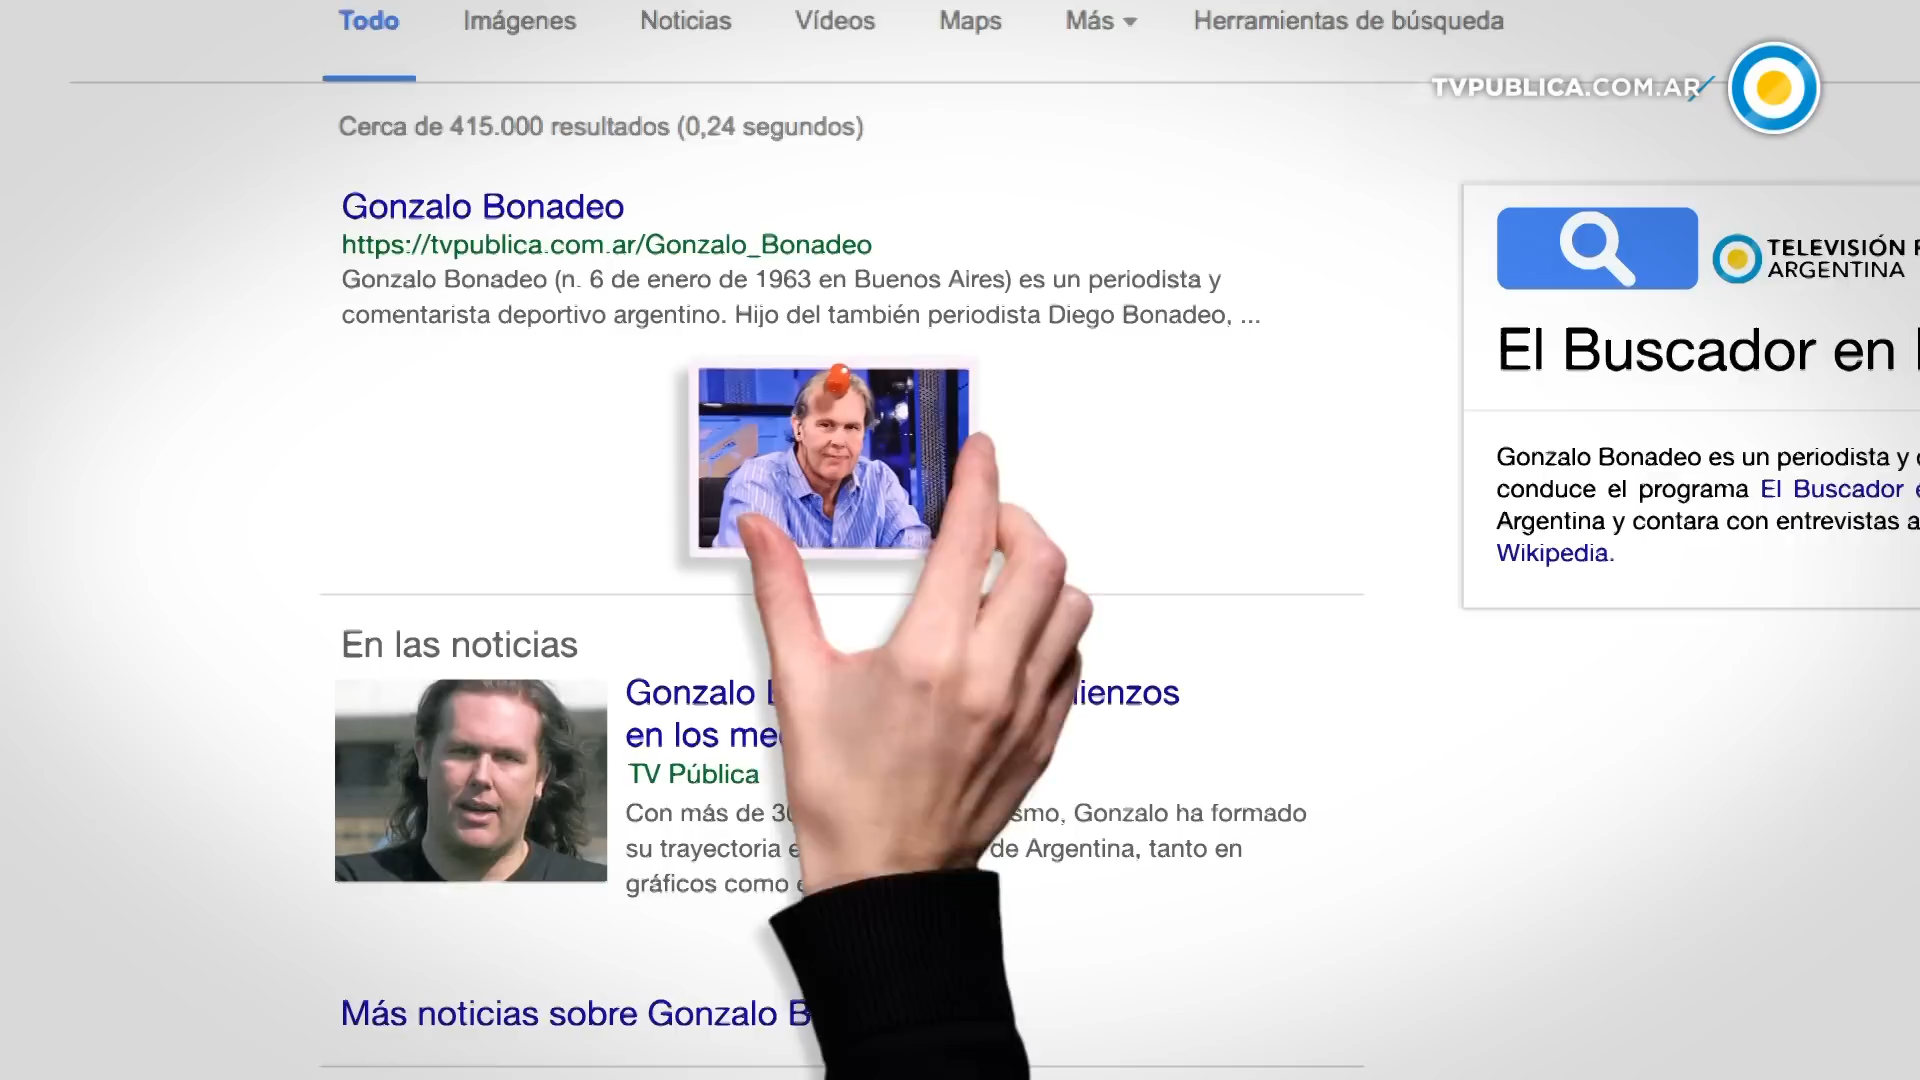 Todo Imágenes Noticias Vídeos Maps Más Herramientas de búsqueda
TVPUBLICA.COM.AR
Cerca de 415.000 resultados (0,24 segundos)
Gonzalo Bonadeo
https://tvpublica.com.ar/Gonzalo_Bonadeo
Gonzalo Bonadeo (n. 6 de enero de 1963 en Buenos Aires) es un periodista y
comentarista deportivo argentino. Hijo del también periodista Diego Bonadeo, ...
TELEVISIÓN
ARGENTINA
El Buscador en
Gonzalo Bonadeo es un periodista y
conduce el programa El Buscador
Argentina y contara con entrevistas
Wikipedia.
En las noticias
Gonzalo
en los
TV Pública
Con más de Gonzalo ha formado
su trayectoria de Argentina, tanto en
gráficos como
Más noticias sobre Gonzalo